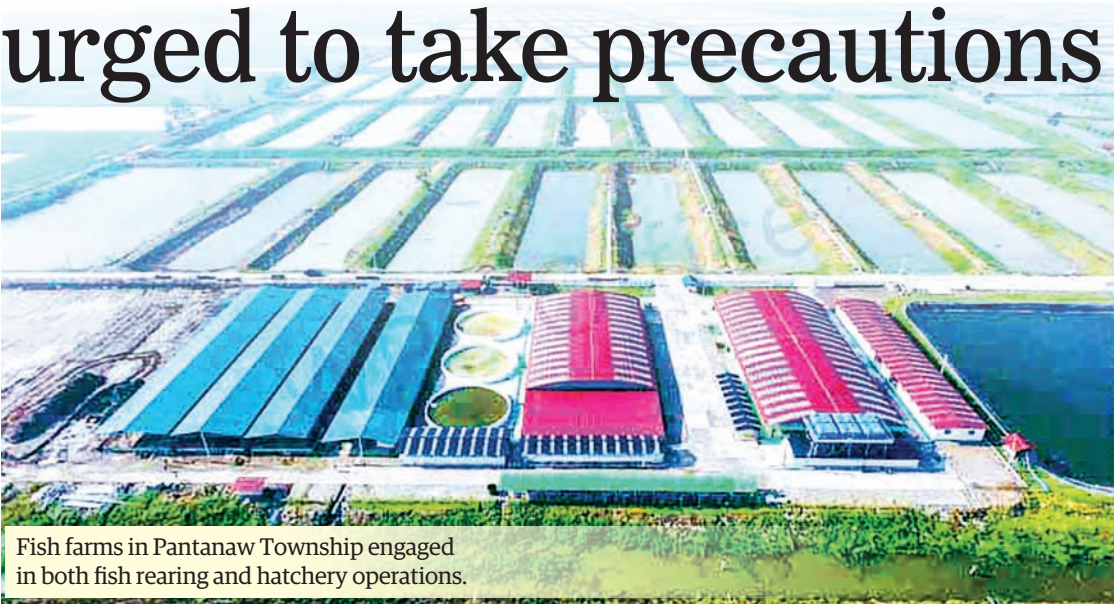 urged to take precautions
Fish farms in Pantanaw Township engaged
in both fish rearing and hatchery operations.